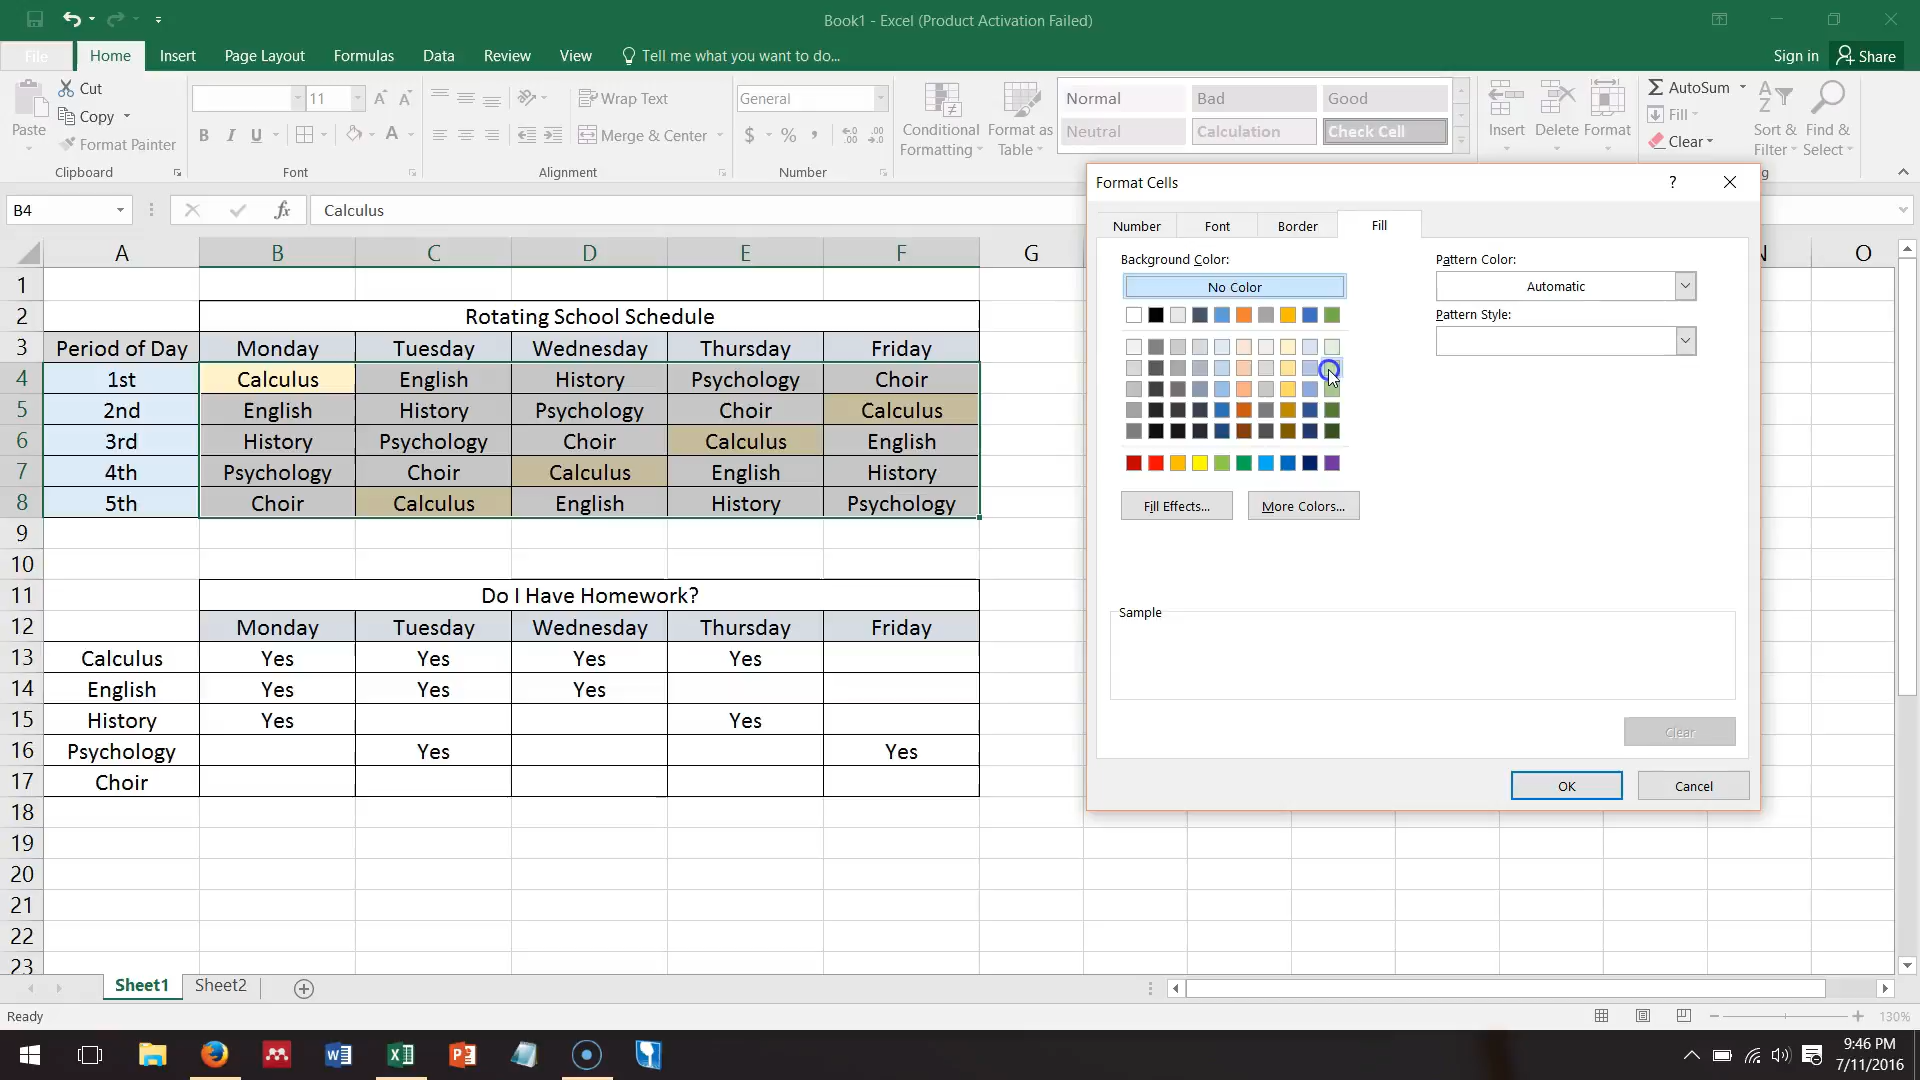 Book1 - Excel (Product Activation Failed)
File Home Insert Page Layout Formulas Data Review View Tell me what you want to do... Sign in Share
Paste Cut Copy Format Painter Clipboard
11 A A B I U A Font
Wrap Text Merge & Center Alignment
General $ % , Number
Conditional Formatting Format as Table
Normal Bad Good
Neutral Calculation Check Cell
Insert Delete Format
AutoSum Fill Clear Sort & Filter Find & Select
B4 fx Calculus
A B C D E F G N O
1
2 Rotating School Schedule
3 Period of Day Monday Tuesday Wednesday Thursday Friday
4 1st Calculus English History Psychology Choir
5 2nd English History Psychology Choir Calculus
6 3rd History Psychology Choir Calculus English
7 4th Psychology Choir Calculus English History
8 5th Choir Calculus English History Psychology
9
10
11 Do I Have Homework?
12 Monday Tuesday Wednesday Thursday Friday
13 Calculus Yes Yes Yes Yes
14 English Yes Yes Yes
15 History Yes Yes
16 Psychology Yes Yes
17 Choir
18
19
20
21
22
23
Format Cells ?
Number Font Border Fill
Background Color:
No Color
Pattern Color:
Automatic
Pattern Style:
Fill Effects... More Colors...
Sample
Clear
OK Cancel
Sheet1 Sheet2
Ready 130%
9:46 PM
7/11/2016